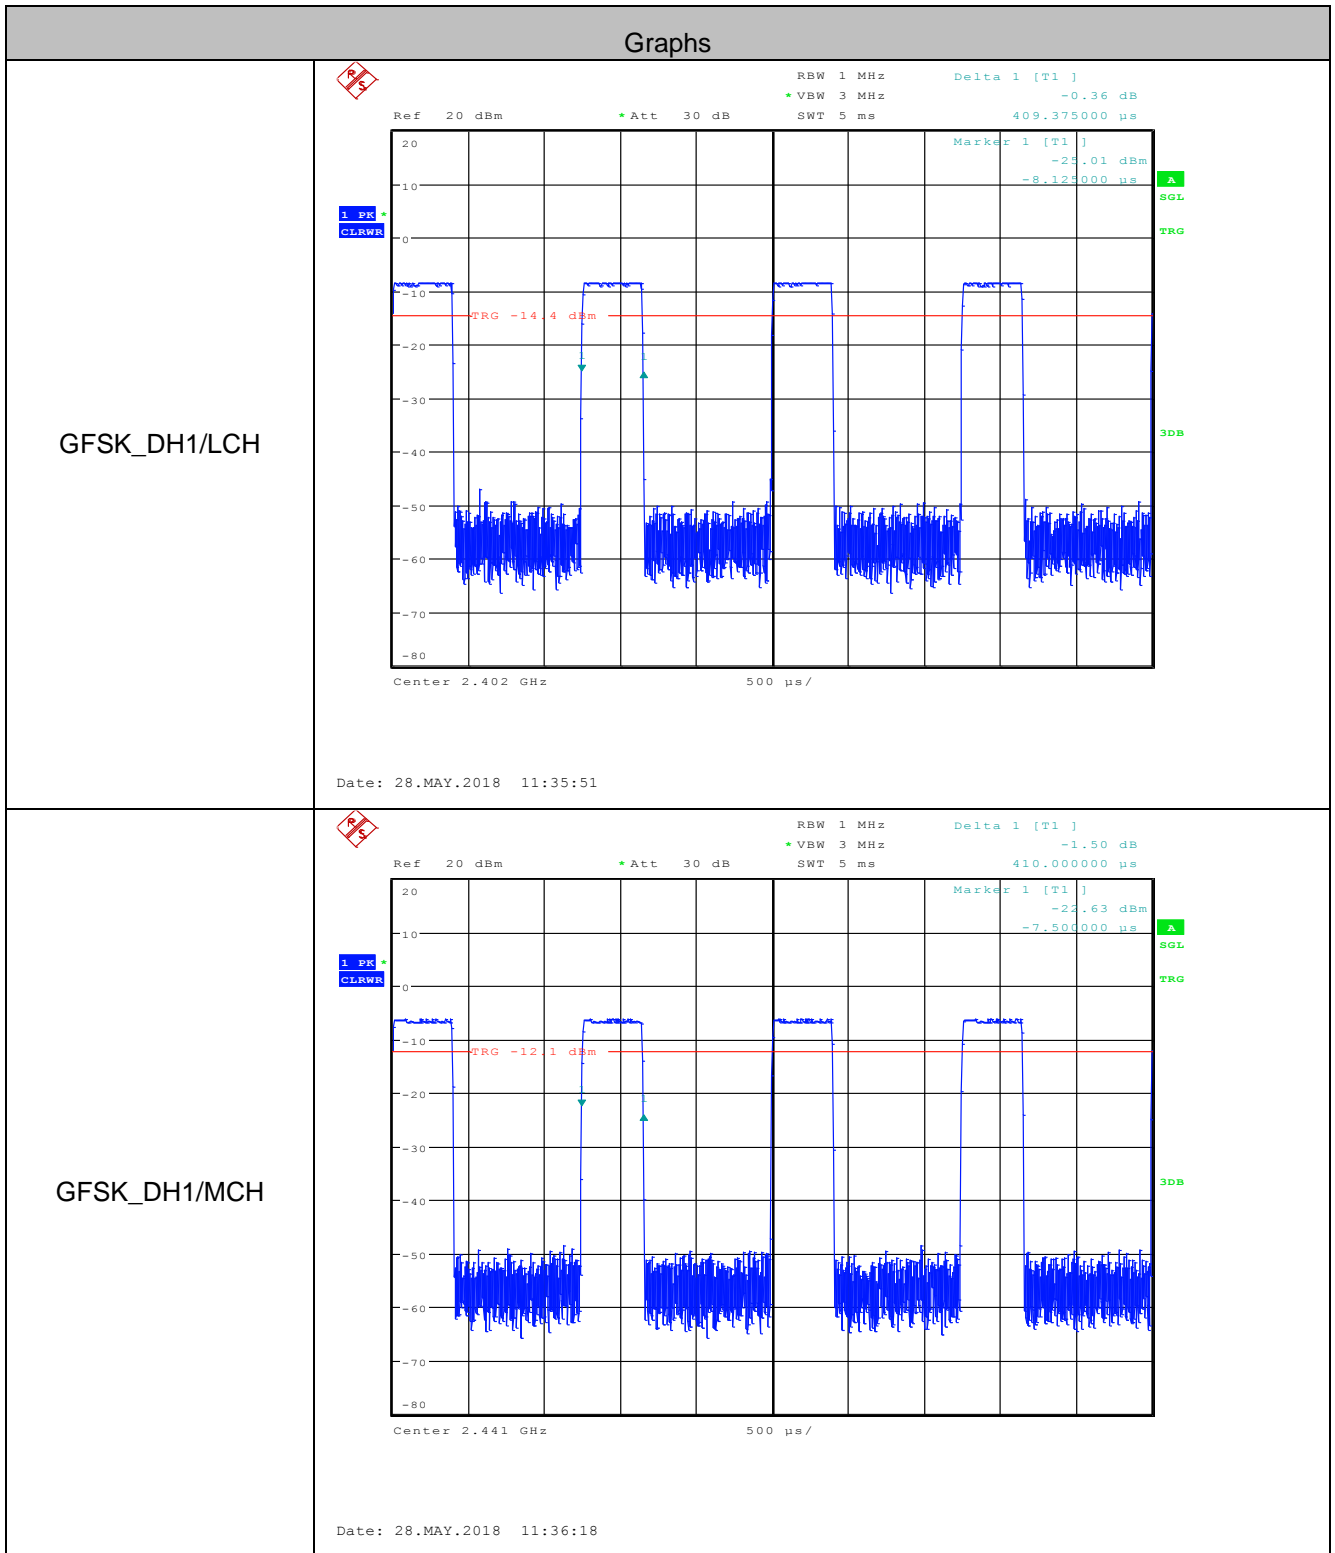 Graphs
GFSK_DH1/LCH
R S
RBW 1 MHz
Delta 1 [T1 ]
* VBW 3 MHz
-0.36 dB
Ref 20 dBm
* Att 30 dB
SWT 5 ms
409.375000 µs
20
Marker 1 [T1 ]
-25.01 dBm
-8.125000 µs
A
SGL
10
1 PK *
CLRWR
TRG
0
-10
TRG -14.4 dBm
-20
1
1
-30
3DB
-40
-50
-60
-70
-80
Center 2.402 GHz
500 µs/
Date: 28.MAY.2018 11:35:51
GFSK_DH1/MCH
R S
RBW 1 MHz
Delta 1 [T1 ]
* VBW 3 MHz
-1.50 dB
Ref 20 dBm
* Att 30 dB
SWT 5 ms
410.000000 µs
20
Marker 1 [T1 ]
-22.63 dBm
-7.500000 µs
A
SGL
10
1 PK *
CLRWR
TRG
0
-10
TRG -12.1 dBm
-20
1
1
-30
3DB
-40
-50
-60
-70
-80
Center 2.441 GHz
500 µs/
Date: 28.MAY.2018 11:36:18